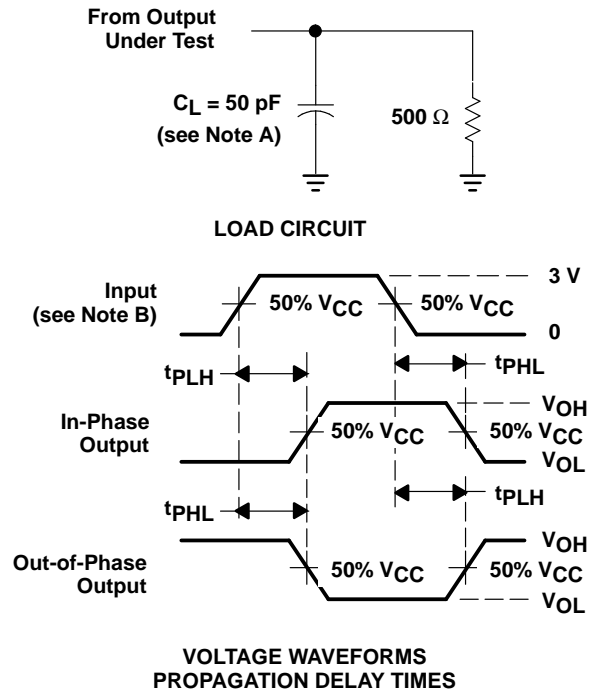 From Output
Under Test
CL = 50 pF
(see Note A)
500 Ω
LOAD CIRCUIT
Input
(see Note B)
50% VCC
50% VCC
3 V
0
tPLH
tPHL
In-Phase
Output
50% VCC
VOH
50% VCC
VOL
tPHL
tPLH
Out-of-Phase
Output
50% VCC
VOH
50% VCC
VOL
VOLTAGE WAVEFORMS
PROPAGATION DELAY TIMES